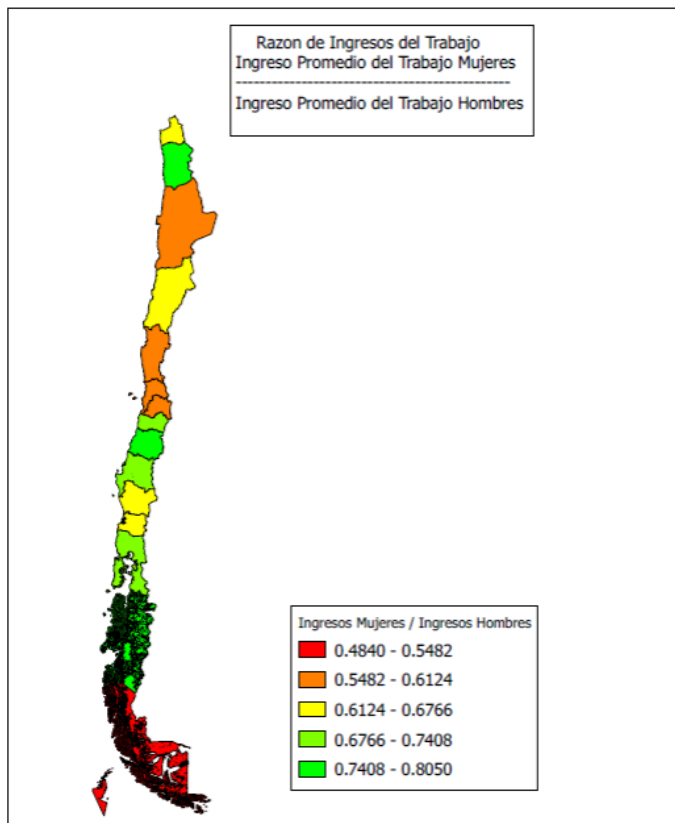 Razon de Ingresos del Trabajo
Ingreso Promedio del Trabajo Mujeres
----------------------------------------------
Ingreso Promedio del Trabajo Hombres
Ingresos Mujeres / Ingresos Hombres
0.4840 - 0.5482
0.5482 - 0.6124
0.6124 - 0.6766
0.6766 - 0.7408
0.7408 - 0.8050